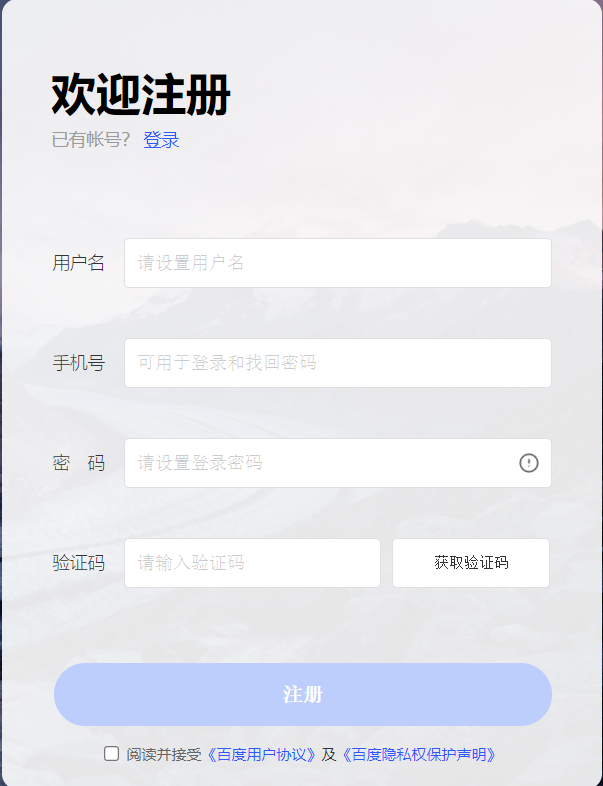 欢迎注册
已有帐号？ 登录
用户名 请设置用户名
手机号 可用于登录和找回密码
密 码 请设置登录密码
验证码 请输入验证码 获取验证码
注册
阅读并接受《百度用户协议》及《百度隐私权保护声明》